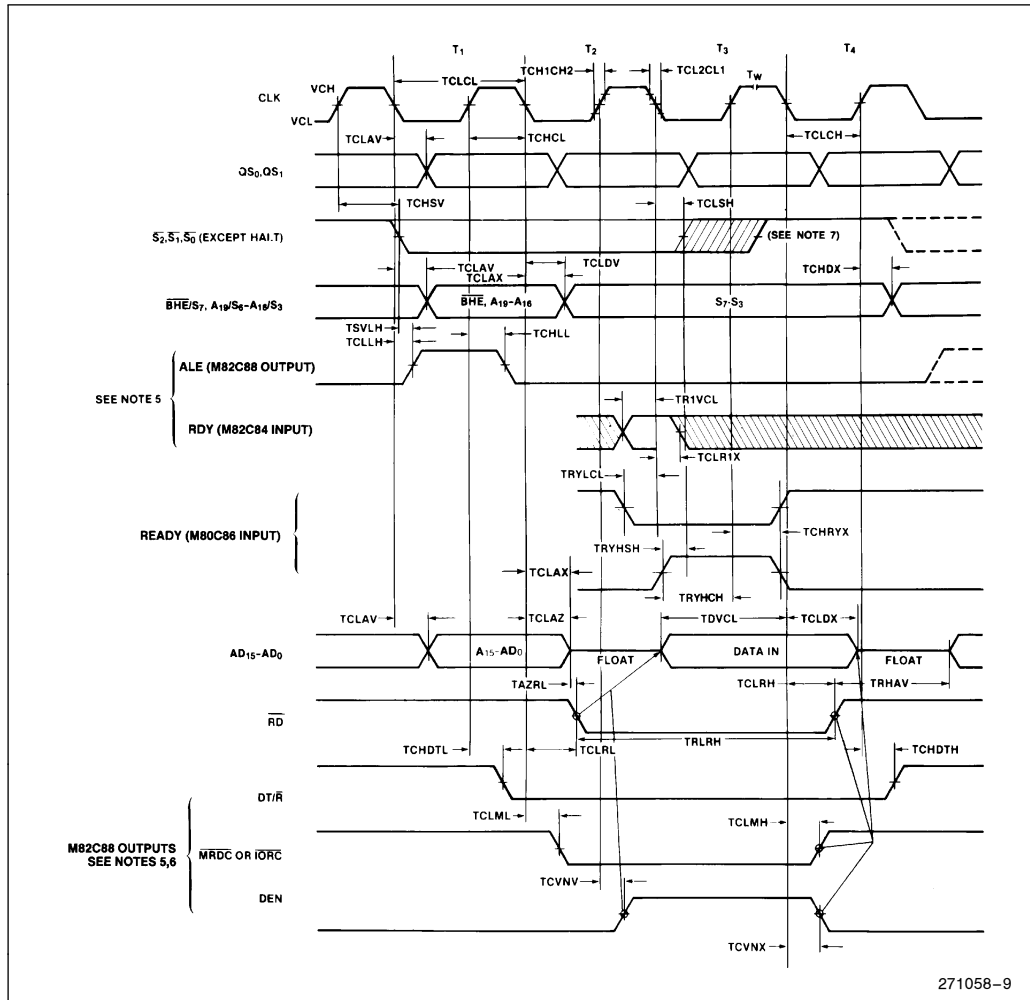 T1 T2 T3 T4
TCLCL TCH1CH2 TCL2CL1 TW
VCH
CLK
VCL
TCLAV TCHCL TCLCH
QS0,QS1
TCHSV TCLSH
S2,S1,S0 (EXCEPT HALT) (SEE NOTE 7)
TCLAV TCLDV
TCLAX TCHDX
BHE/S7, A19/S6-A16/S3 BHE, A19-A16 S7-S3
TSVLH
TCLLH TCHLL
ALE (M82C88 OUTPUT)
SEE NOTE 5
TR1VCL
RDY (M82C84 INPUT)
TCLR1X
TRYLCL
READY (M80C86 INPUT) TCHRYX
TRYHSH
TCLAX
TRYHCH
TCLAV TCLAZ TDVCL TCLDX
AD15-AD0 A15-AD0 FLOAT DATA IN FLOAT
TAZRL TCLRH TRHAV
RD
TCHDTL TCLRL TRLRH TCHDTH
DT/R
TCLML TCLMH
M82C88 OUTPUTS
SEE NOTES 5,6
MRDC OR IORC
TCVNV
DEN
TCVNX
271058–9